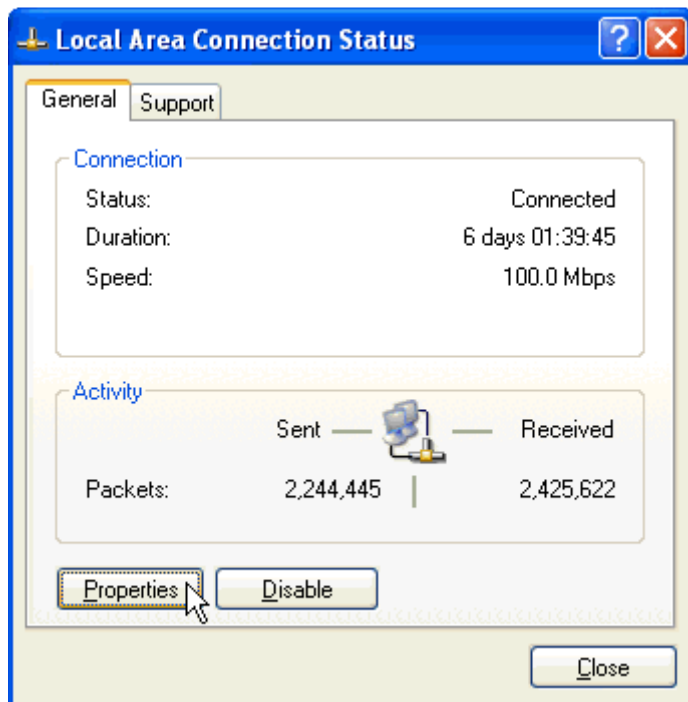 Local Area Connection Status
General Support
Connection
Status: Connected
Duration: 6 days 01:39:45
Speed: 100.0 Mbps
Activity
Sent Received
Packets: 2,244,445 2,425,622
Properties Disable
Close